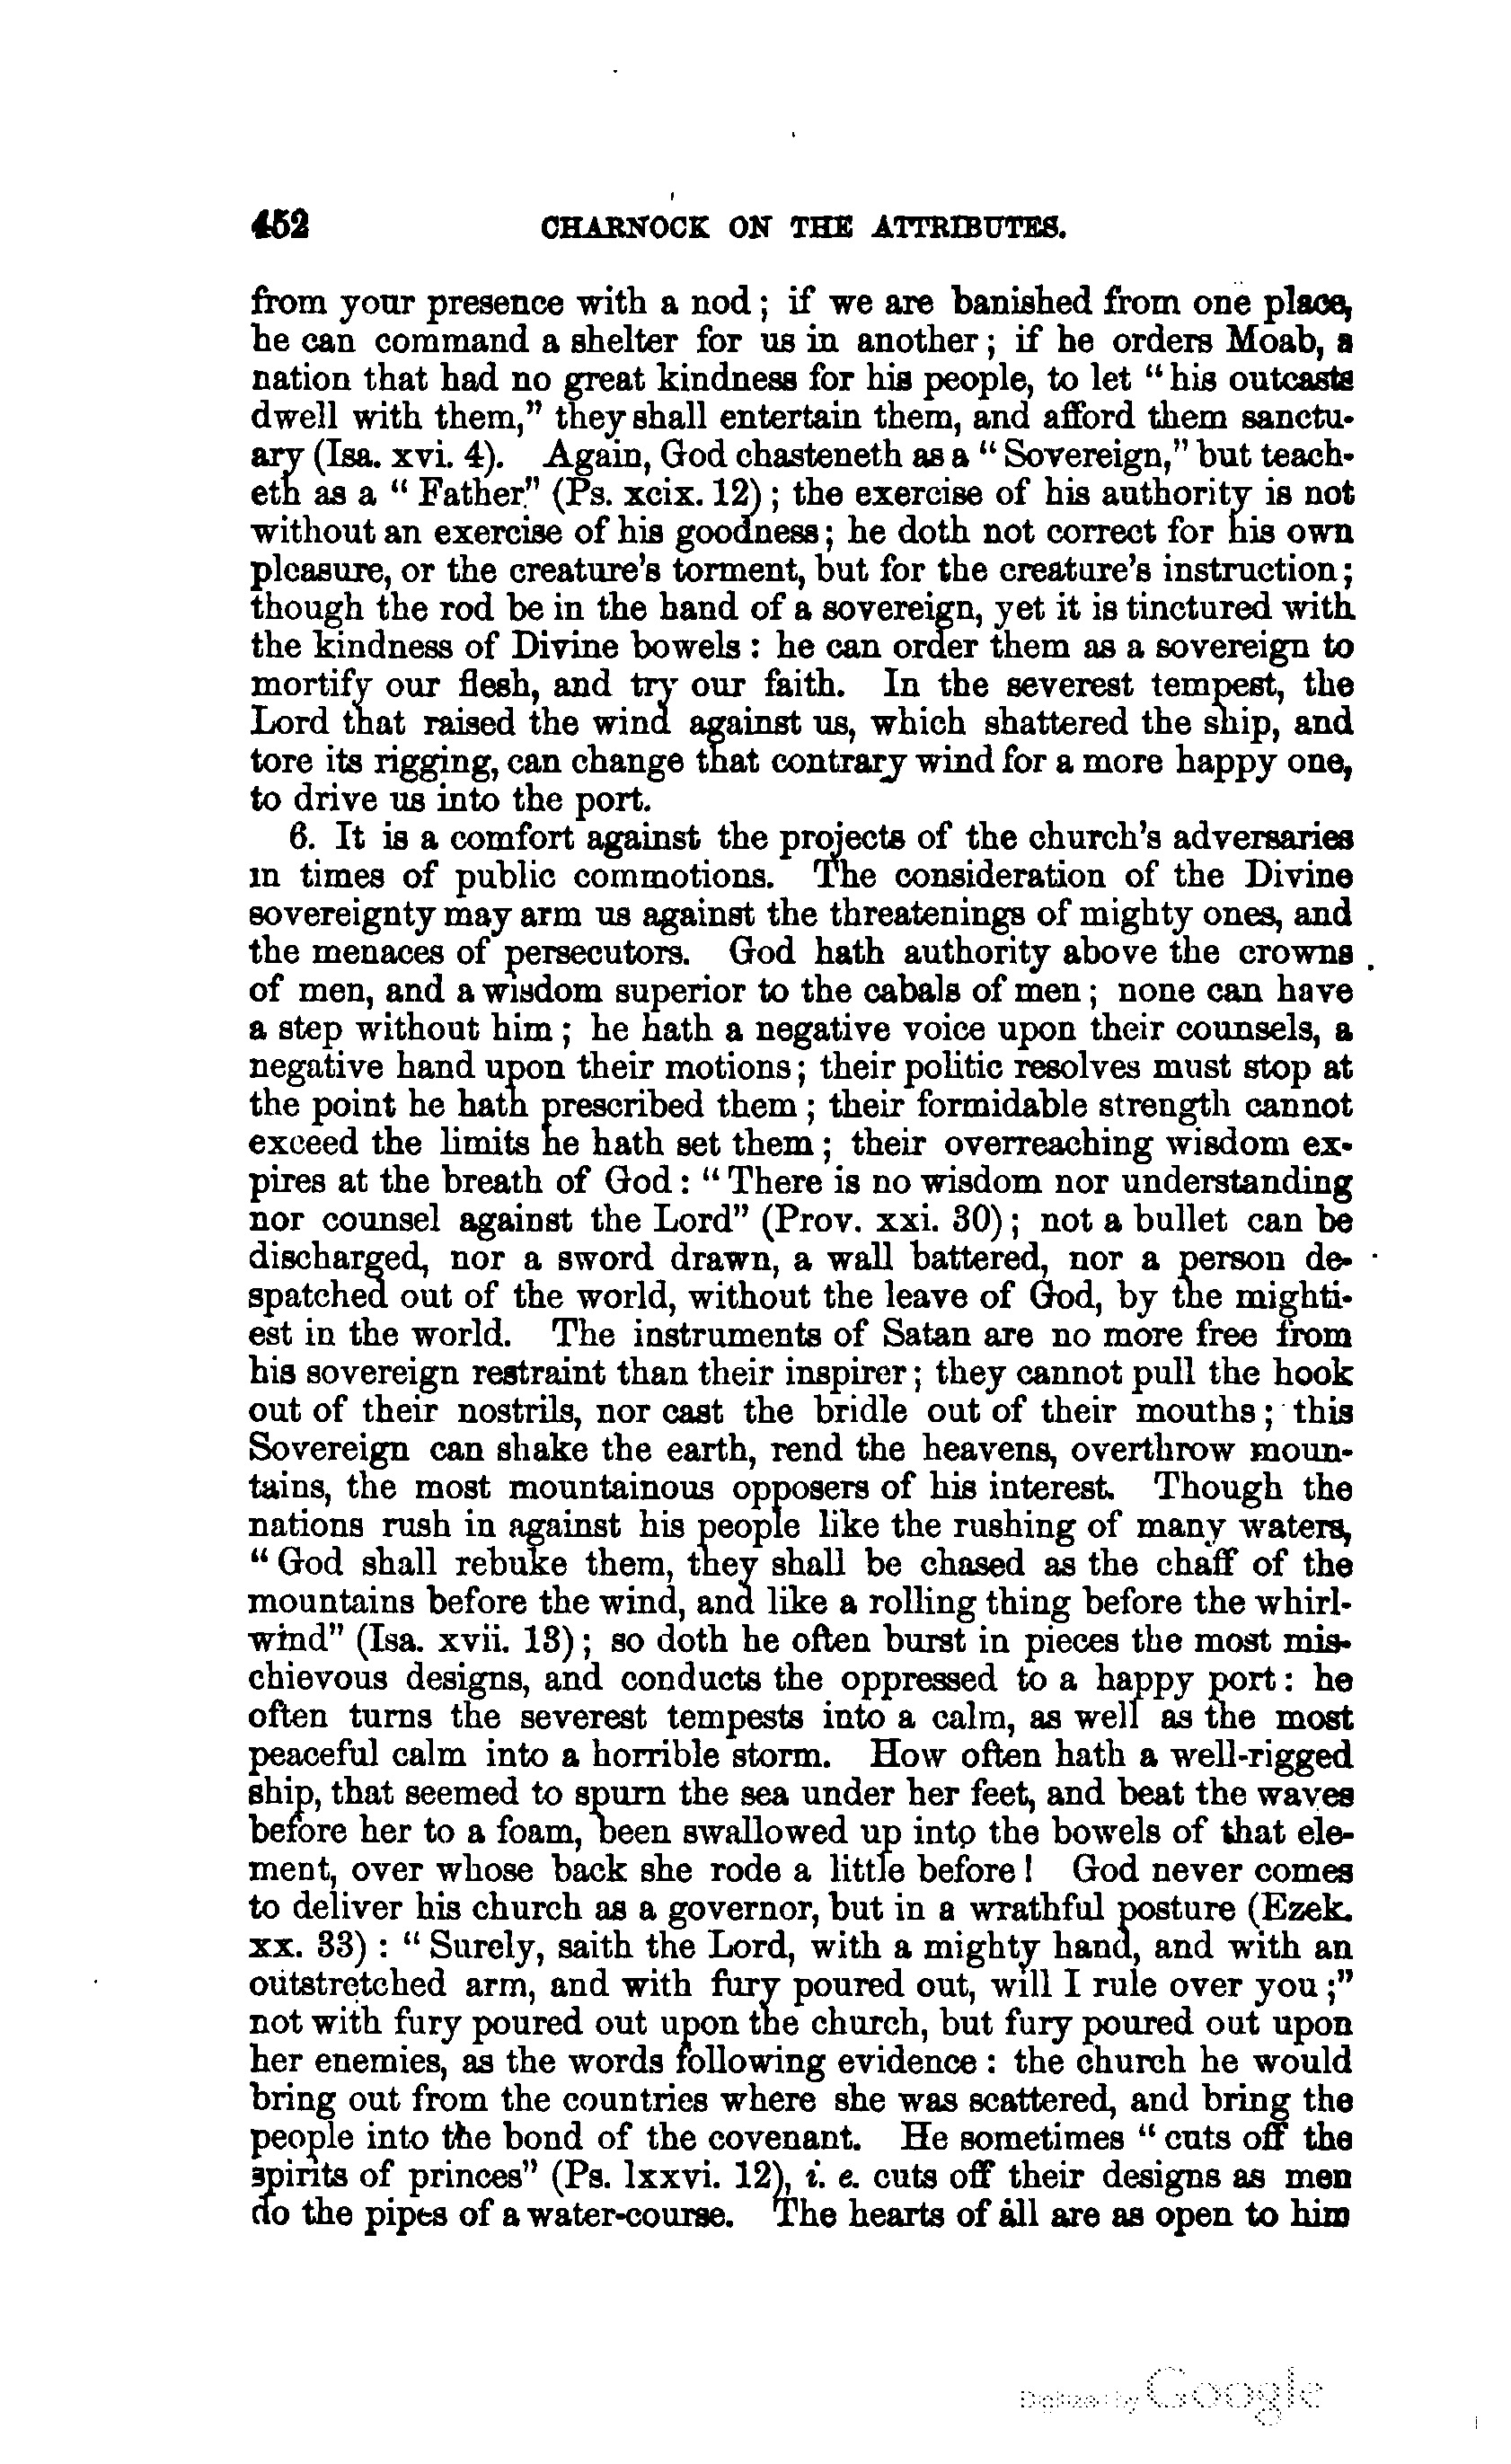 452 CHARNOCK ON THE ATTRIBUTES.
from your presence with a nod; if we are banished from one place,
he can command a shelter for us in another; if he orders Moab, a
nation that had no great kindness for his people, to let "his outcasts
dwell with them," they shall entertain them, and afford them sanctu-
ary (Isa. xvi. 4). Again, God chasteneth as a "Sovereign," but teach-
eth as a "Father" (Ps. xcix. 12); the exercise of his authority is not
without an exercise of his goodness; he doth not correct for his own
pleasure, or the creature's torment, but for the creature's instruction;
though the rod be in the hand of a sovereign, yet it is tinctured with
the kindness of Divine bowels: he can order them as a sovereign to
mortify our flesh, and try our faith. In the severest tempest, the
Lord that raised the wind against us, which shattered the ship, and
tore its rigging, can change that contrary wind for a more happy one,
to drive us into the port.
6. It is a comfort against the projects of the church's adversaries
in times of public commotions. The consideration of the Divine
sovereignty may arm us against the threatenings of mighty ones, and
the menaces of persecutors. God hath authority above the crowns
of men, and a wisdom superior to the cabals of men; none can have
a step without him; he hath a negative voice upon their counsels, a
negative hand upon their motions; their politic resolves must stop at
the point he hath prescribed them; their formidable strength cannot
exceed the limits he hath set them; their overreaching wisdom ex-
pires at the breath of God: "There is no wisdom nor understanding
nor counsel against the Lord" (Prov. xxi. 30); not a bullet can be
discharged, nor a sword drawn, a wall battered, nor a person de-
spatched out of the world, without the leave of God, by the mighti-
est in the world. The instruments of Satan are no more free from
his sovereign restraint than their inspirer; they cannot pull the hook
out of their nostrils, nor cast the bridle out of their mouths; this
Sovereign can shake the earth, rend the heavens, overthrow moun-
tains, the most mountainous opposers of his interest. Though the
nations rush in against his people like the rushing of many waters,
"God shall rebuke them, they shall be chased as the chaff of the
mountains before the wind, and like a rolling thing before the whirl-
wind" (Isa. xvii. 13); so doth he often burst in pieces the most mis-
chievous designs, and conducts the oppressed to a happy port: he
often turns the severest tempests into a calm, as well as the most
peaceful calm into a horrible storm. How often hath a well-rigged
ship, that seemed to spurn the sea under her feet, and beat the waves
before her to a foam, been swallowed up into the bowels of that ele-
ment, over whose back she rode a little before! God never comes
to deliver his church as a governor, but in a wrathful posture (Ezek.
xx. 33): "Surely, saith the Lord, with a mighty hand, and with an
outstretched arm, and with fury poured out, will I rule over you;"
not with fury poured out upon the church, but fury poured out upon
her enemies, as the words following evidence: the church he would
bring out from the countries where she was scattered, and bring the
people into the bond of the covenant. He sometimes "cuts off the
spirits of princes" (Ps. lxxvi. 12), i. e. cuts off their designs as men
do the pipes of a water-course. The hearts of all are as open to him
Digitized by Google